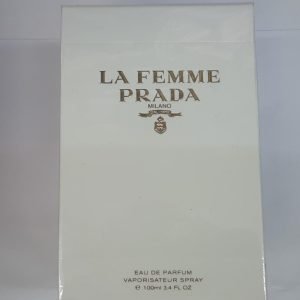 LA FEMME
PRADA
MILANO
EAU DE PARFUM
VAPORISATEUR SPRAY
℮ 100ml 3.4 FL OZ